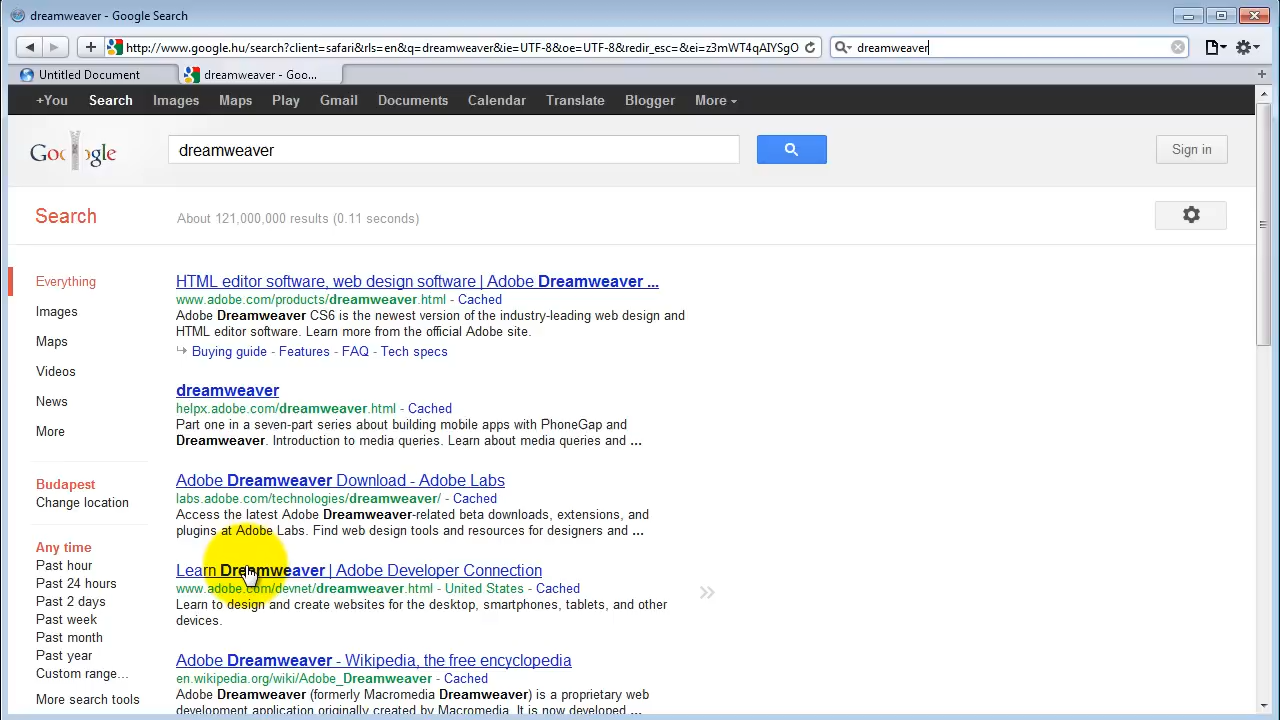 dreamweaver - Google Search
http://www.google.hu/search?client=safari&rls=en&q=dreamweaver&ie=UTF-8&oe=UTF-8&redir_esc=&ei=z3mWT4qAIYSgO
dreamweaver
Untitled Document
dreamweaver - Goo...
+You Search Images Maps Play Gmail Documents Calendar Translate Blogger More
Google
dreamweaver
Sign in
Search
About 121,000,000 results (0.11 seconds)
Everything
Images
Maps
Videos
News
More
Budapest
Change location
Any time
Past hour
Past 24 hours
Past 2 days
Past week
Past month
Past year
Custom range...
More search tools
HTML editor software, web design software | Adobe Dreamweaver ...
www.adobe.com/products/dreamweaver.html - Cached
Adobe Dreamweaver CS6 is the newest version of the industry-leading web design and
HTML editor software. Learn more from the official Adobe site.
Buying guide - Features - FAQ - Tech specs
dreamweaver
helpx.adobe.com/dreamweaver.html - Cached
Part one in a seven-part series about building mobile apps with PhoneGap and
Dreamweaver. Introduction to media queries. Learn about media queries and ...
Adobe Dreamweaver Download - Adobe Labs
labs.adobe.com/technologies/dreamweaver/ - Cached
Access the latest Adobe Dreamweaver-related beta downloads, extensions, and
plugins at Adobe Labs. Find web design tools and resources for designers and ...
Learn Dreamweaver | Adobe Developer Connection
www.adobe.com/devnet/dreamweaver.html - United States - Cached
Learn to design and create websites for the desktop, smartphones, tablets, and other
devices.
Adobe Dreamweaver - Wikipedia, the free encyclopedia
en.wikipedia.org/wiki/Adobe_Dreamweaver - Cached
Adobe Dreamweaver (formerly Macromedia Dreamweaver) is a proprietary web
development application originally created by Macromedia. It is now developed ...